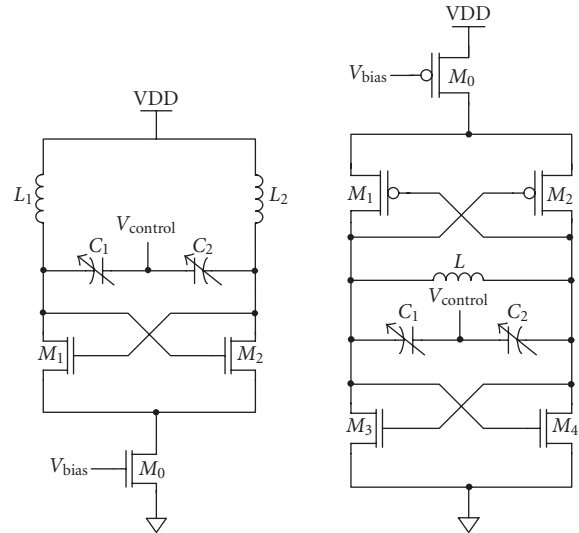 VDD
L1
L2
Vcontrol
C1
C2
M1
M2
Vbias
M0
VDD
Vbias
M0
M1
M2
L
Vcontrol
C1
C2
M3
M4